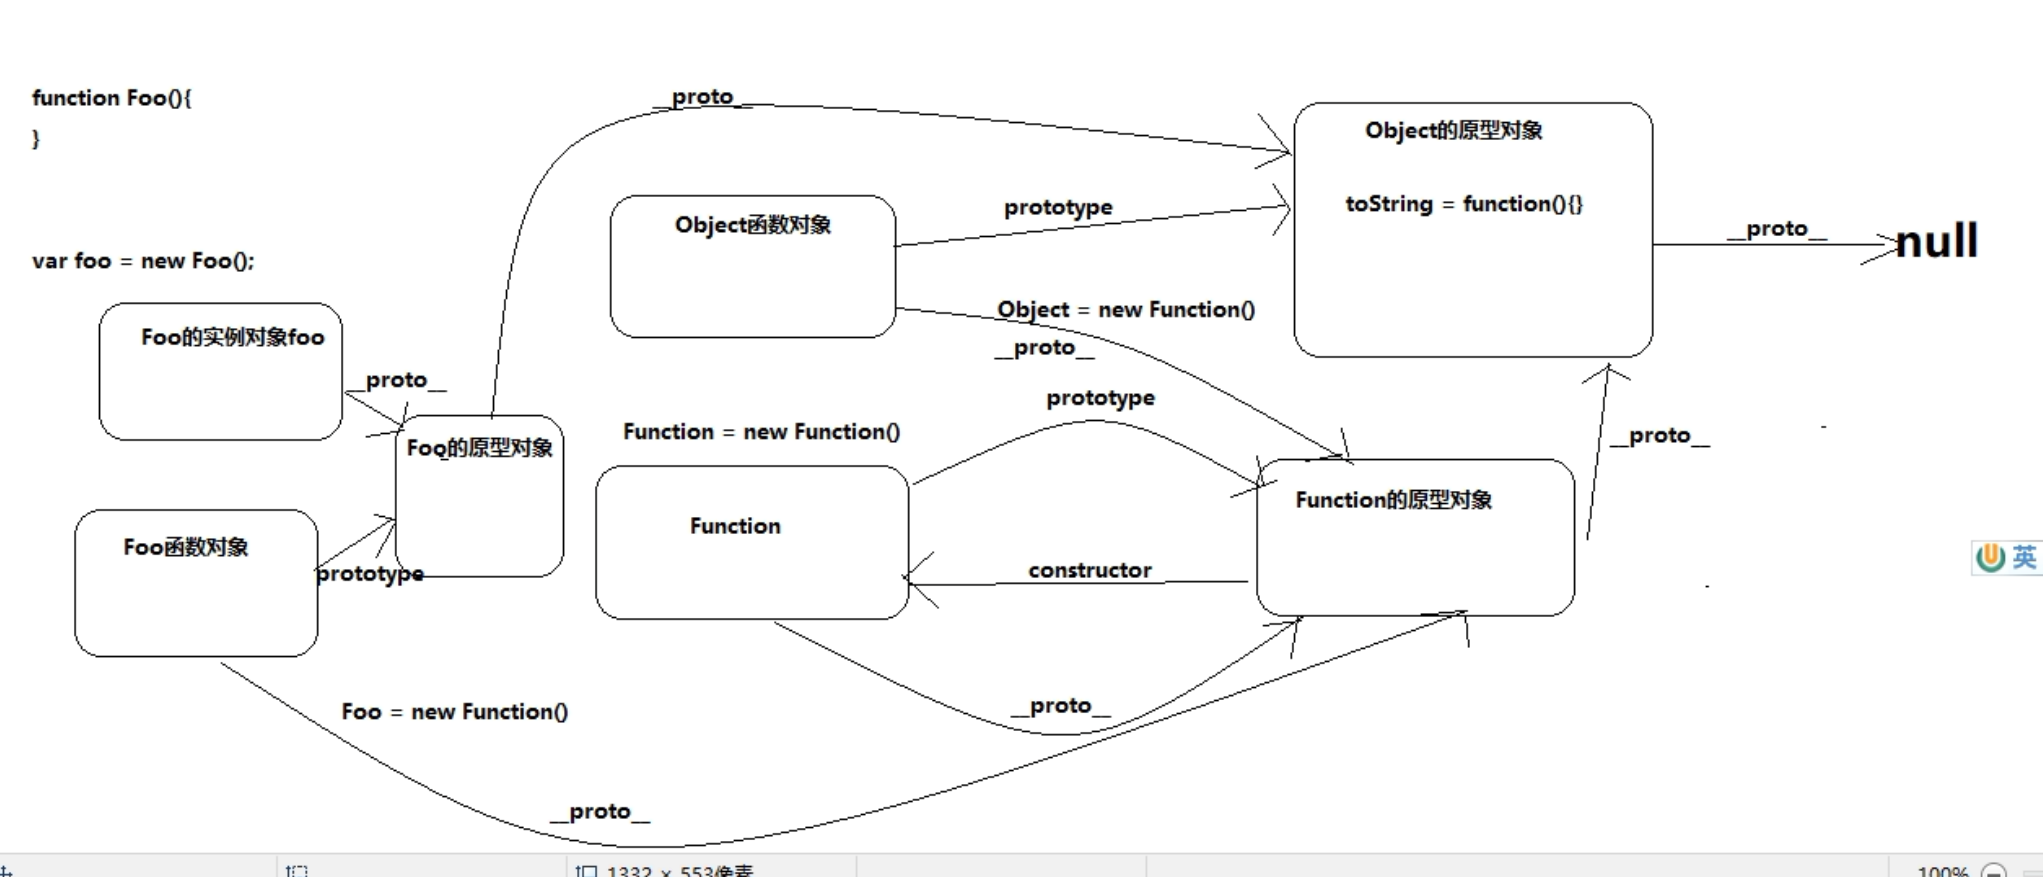 function Foo(){
}
var foo = new Foo();
__proto__
Object的原型对象
toString = function(){}
Object函数对象
prototype
__proto__
null
Object = new Function()
__proto__
Foo的实例对象foo
__proto__
Foo的原型对象
prototype
Function = new Function()
__proto__
Function
Function的原型对象
Foo函数对象
prototype
constructor
英
Foo = new Function()
__proto__
__proto__
1332 × 553像素
100%